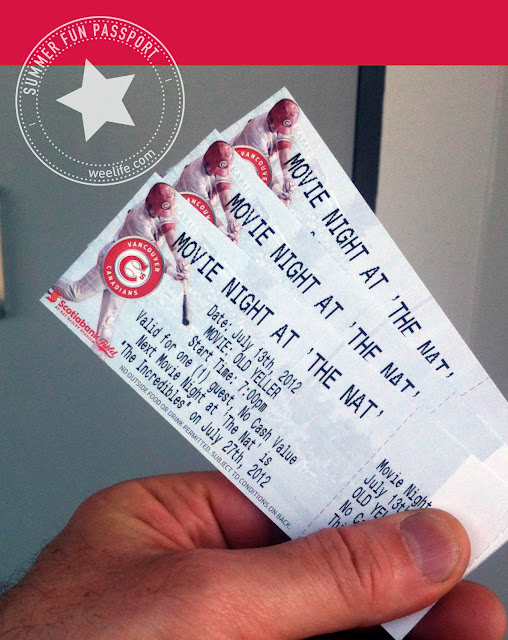 SUMMER FUN PASSPORT
weelife.com
MOVIE NIGHT AT 'THE NAT'
MOVIE NIGHT AT 'THE NAT'
MOVIE NIGHT AT 'THE NAT'
VANCOUVER
C's
CANADIANS
Scotiabank
Date: July 13th, 2012
MOVIE: OLD YELLER
Start Time: 7:00pm
Valid for one (1) guest, No Cash Value
Next Movie Night at 'The Nat' is
"The Incredibles" on July 27th, 2012
NO OUTSIDE FOOD OR DRINK PERMITTED. SUBJECT TO CONDITIONS ON BACK.
Movie Night
July 13th
OLD YE
No C
Thi